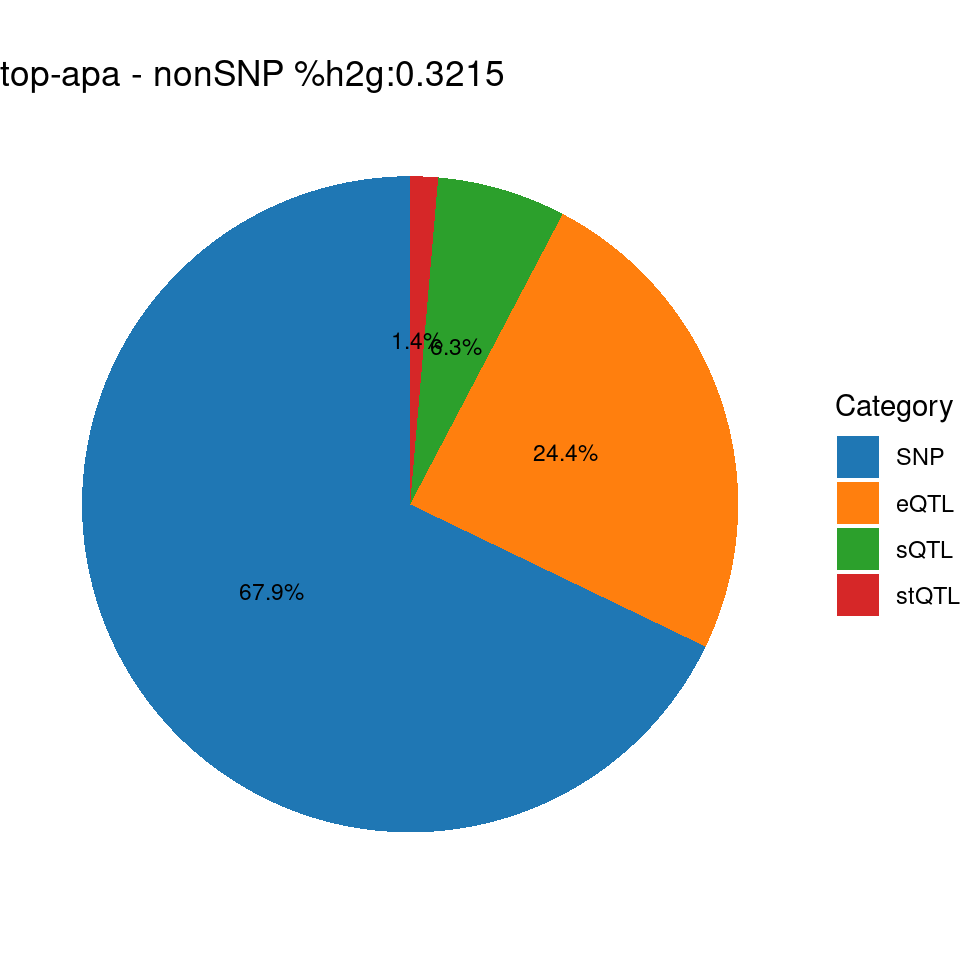 top-apa - nonSNP %h2g:0.3215
1.4%
6.3%
24.4%
67.9%
Category
SNP
eQTL
sQTL
stQTL